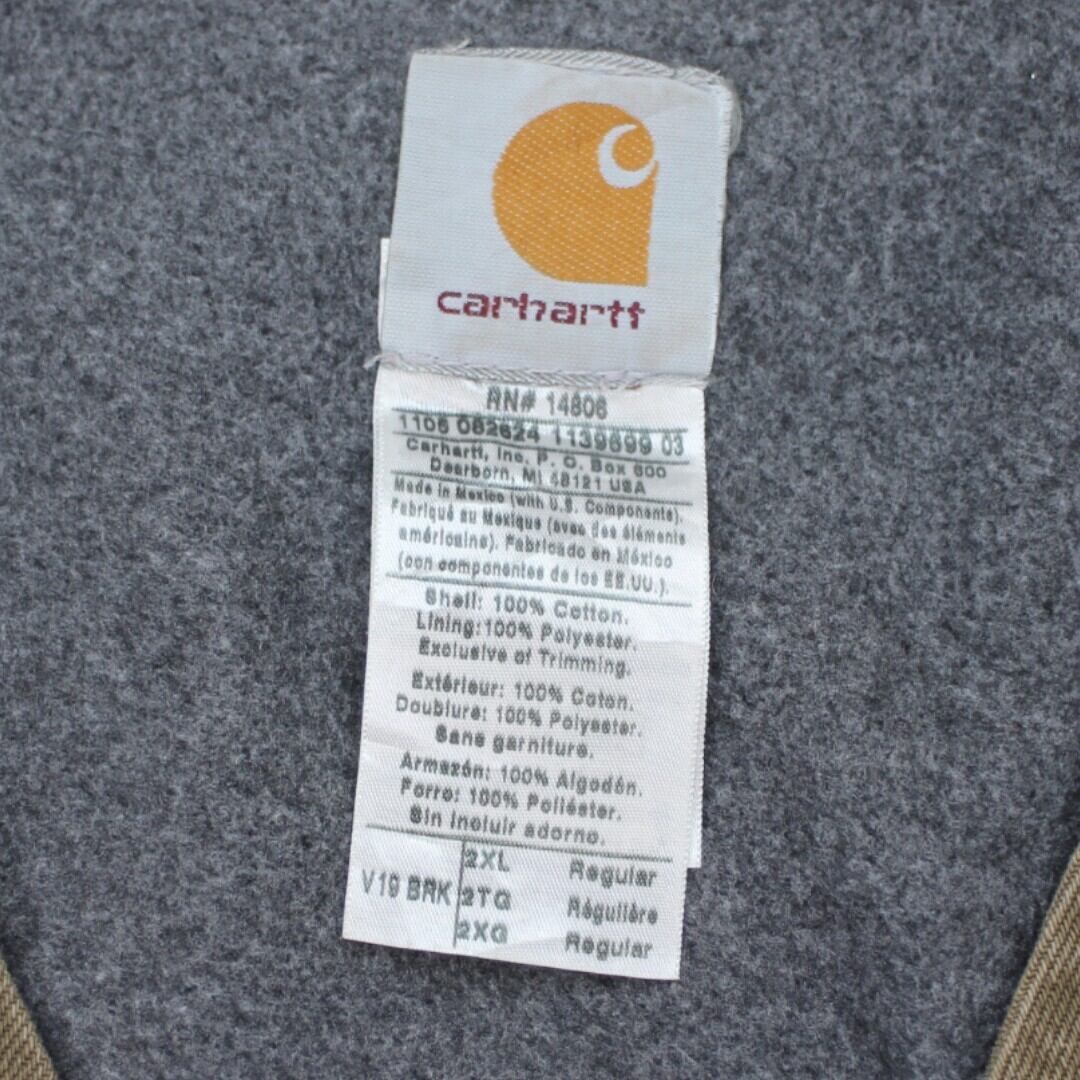 carhartt
RN# 14806
1106 082624 1139699 03
Carhartt, Inc. P. O. Box 600
Dearborn, MI 48121 USA
Made in Mexico (with U.S. Components).
Fabriqué au Mexique (avec des éléments
américains). Fabricado en México
(con componentes de los EE.UU.).
Shell: 100% Cotton.
Lining:100% Polyester.
Exclusive of Trimming.
Extérieur: 100% Coton.
Doublure: 100% Polyester.
Sans garniture.
Armazón: 100% Algodón.
Forro: 100% Poliéster.
Sin incluir adorno.
2XL Regular
V19 BRK 2TG Régulière
2XG Regular